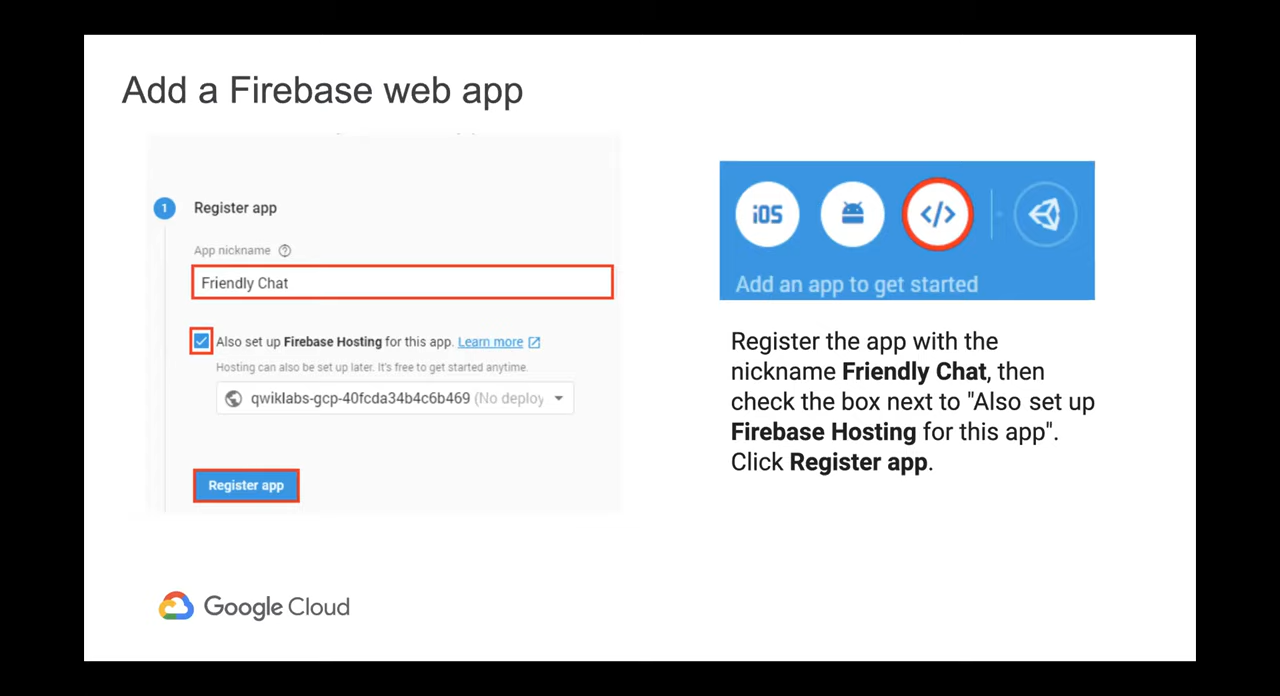 Add a Firebase web app
1
Register app
App nickname
Friendly Chat
Also set up Firebase Hosting for this app. Learn more
Hosting can also be set up later. It's free to get started anytime.
qwiklabs-gcp-40fcda34b4c6b469 (No deploy
Register app
iOS
</>
Add an app to get started
Register the app with the
nickname Friendly Chat, then
check the box next to "Also set up
Firebase Hosting for this app".
Click Register app.
Google Cloud